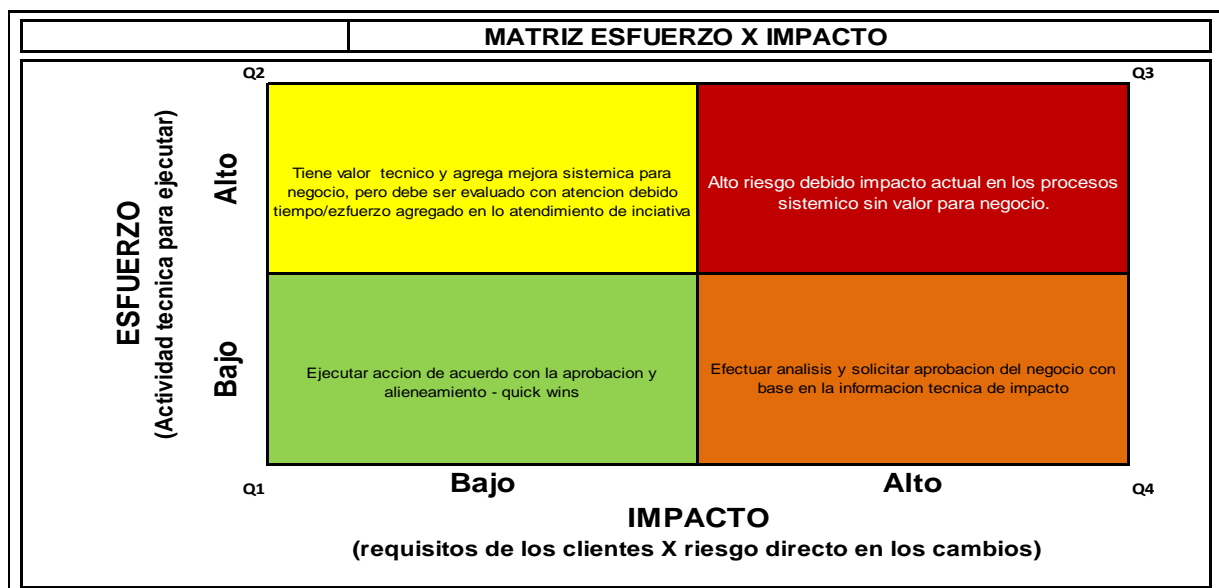 MATRIZ ESFUERZO X IMPACTO
Q2
Q3
ESFUERZO
(Actividad tecnica para ejecutar)
Alto
Tiene valor tecnico y agrega mejora sistemica para
negocio, pero debe ser evaluado con atencion debido
tiempo/ezfuerzo agregado en lo atendimiento de inciativa
Alto riesgo debido impacto actual en los procesos
sistemico sin valor para negocio.
Bajo
Ejecutar accion de acuerdo con la aprobacion y
alieneamiento - quick wins
Efectuar analisis y solicitar aprobacion del negocio con
base en la informacion tecnica de impacto
Q1
Bajo
Alto
Q4
IMPACTO
(requisitos de los clientes X riesgo directo en los cambios)